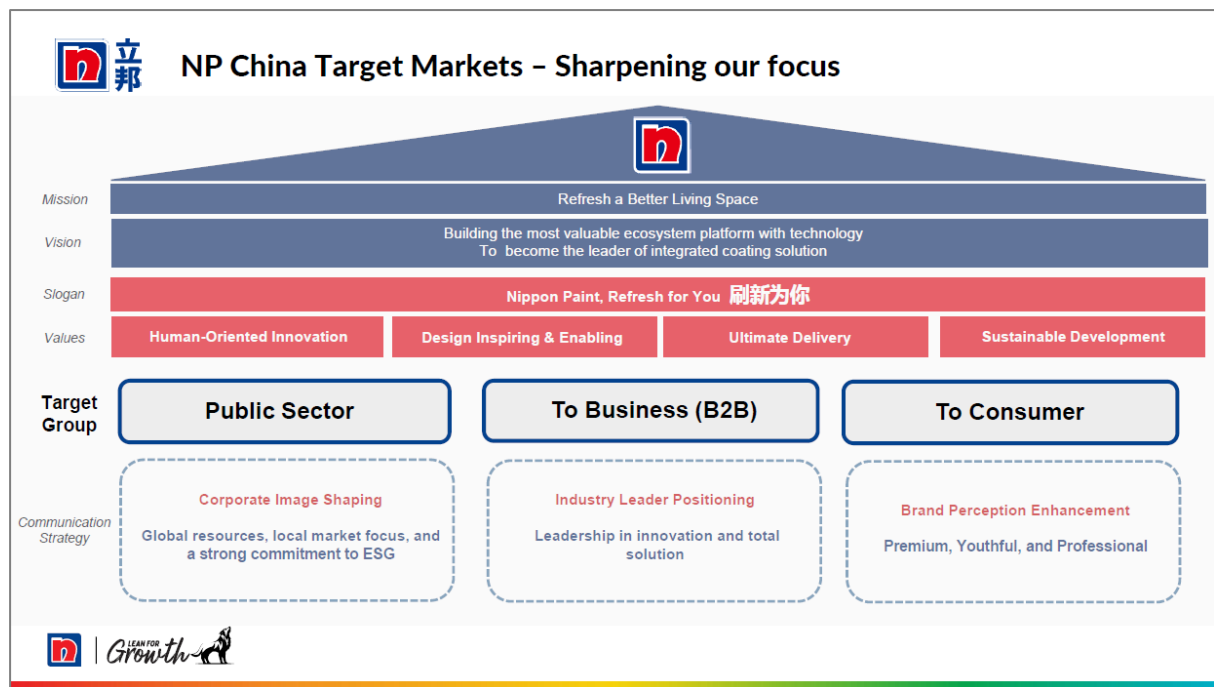 n 立邦
NP China Target Markets – Sharpening our focus
n
Mission
Refresh a Better Living Space
Vision
Building the most valuable ecosystem platform with technology
To become the leader of integrated coating solution
Slogan
Nippon Paint, Refresh for You 刷新为你
Values
Human-Oriented Innovation
Design Inspiring & Enabling
Ultimate Delivery
Sustainable Development
Target
Group
Public Sector
To Business (B2B)
To Consumer
Communication
Strategy
Corporate Image Shaping
Global resources, local market focus, and
a strong commitment to ESG
Industry Leader Positioning
Leadership in innovation and total
solution
Brand Perception Enhancement
Premium, Youthful, and Professional
n
LEAN FOR
Growth